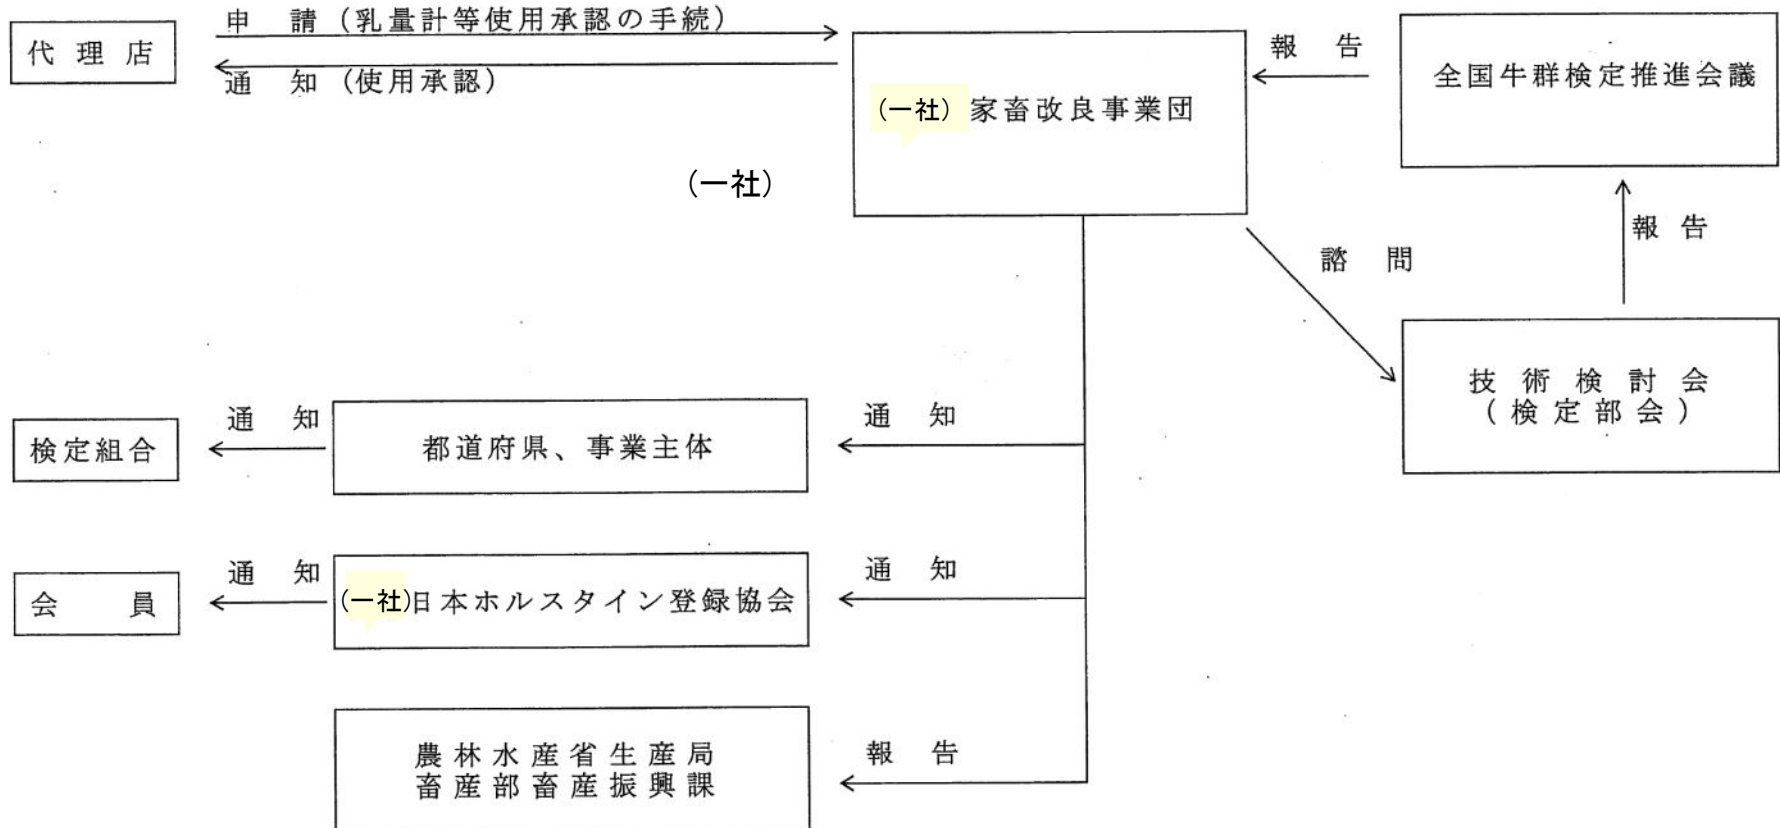 申　請（乳量計等使用承認の手続）
代理店
通　知（使用承認）
(一社) 家畜改良事業団
報　告
全国牛群検定推進会議
(一社)
報　告
諮　問
技術検討会
（検定部会）
検定組合
通　知
都道府県、事業主体
通　知
会　員
通　知
(一社)日本ホルスタイン登録協会
通　知
農林水産省生産局
畜産部畜産振興課
報　告